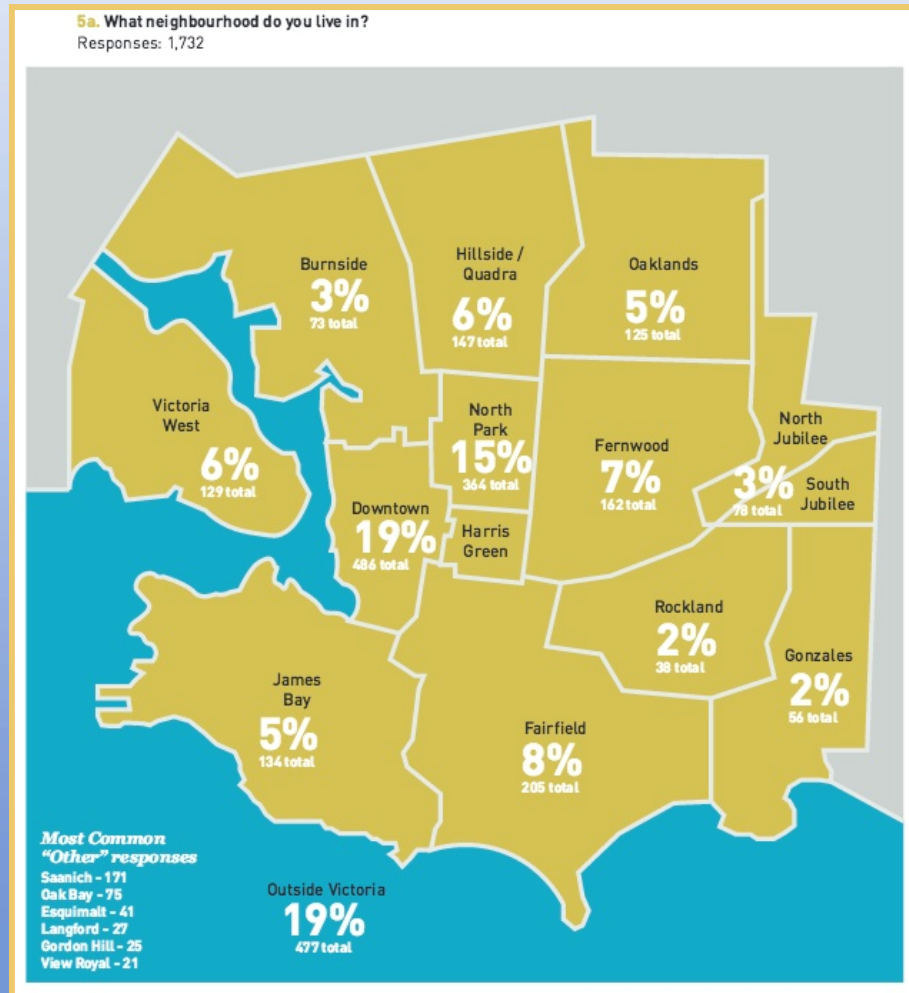 5a. What neighbourhood do you live in?
Responses: 1,732
Burnside
3%
73 total
Hillside /
Quadra
6%
147 total
Oaklands
5%
125 total
Victoria
West
6%
129 total
North
Park
15%
364 total
Fernwood
7%
162 total
North
Jubilee
3%
78 total
South
Jubilee
Downtown
19%
486 total
Harris
Green
Rockland
2%
38 total
Gonzales
2%
56 total
James
Bay
5%
134 total
Fairfield
8%
205 total
Most Common
“Other” responses
Saanich - 171
Oak Bay - 75
Esquimalt - 41
Langford - 27
Gordon Hill - 25
View Royal - 21
Outside Victoria
19%
477 total